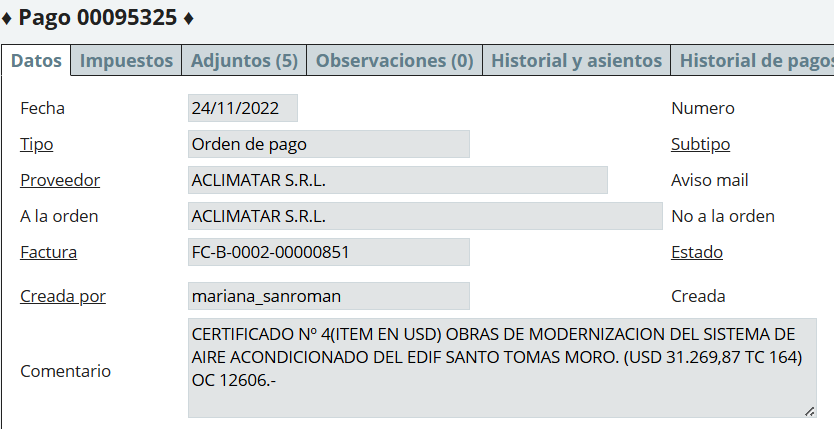 ♦ Pago 00095325 ♦
Datos Impuestos Adjuntos (5) Observaciones (0) Historial y asientos Historial de pagos
Fecha 24/11/2022 Numero
Tipo Orden de pago Subtipo
Proveedor ACLIMATAR S.R.L. Aviso mail
A la orden ACLIMATAR S.R.L. No a la orden
Factura FC-B-0002-00000851 Estado
Creada por mariana_sanroman Creada
Comentario
CERTIFICADO Nº 4(ITEM EN USD) OBRAS DE MODERNIZACION DEL SISTEMA DE
AIRE ACONDICIONADO DEL EDIF SANTO TOMAS MORO. (USD 31.269,87 TC 164)
OC 12606.-